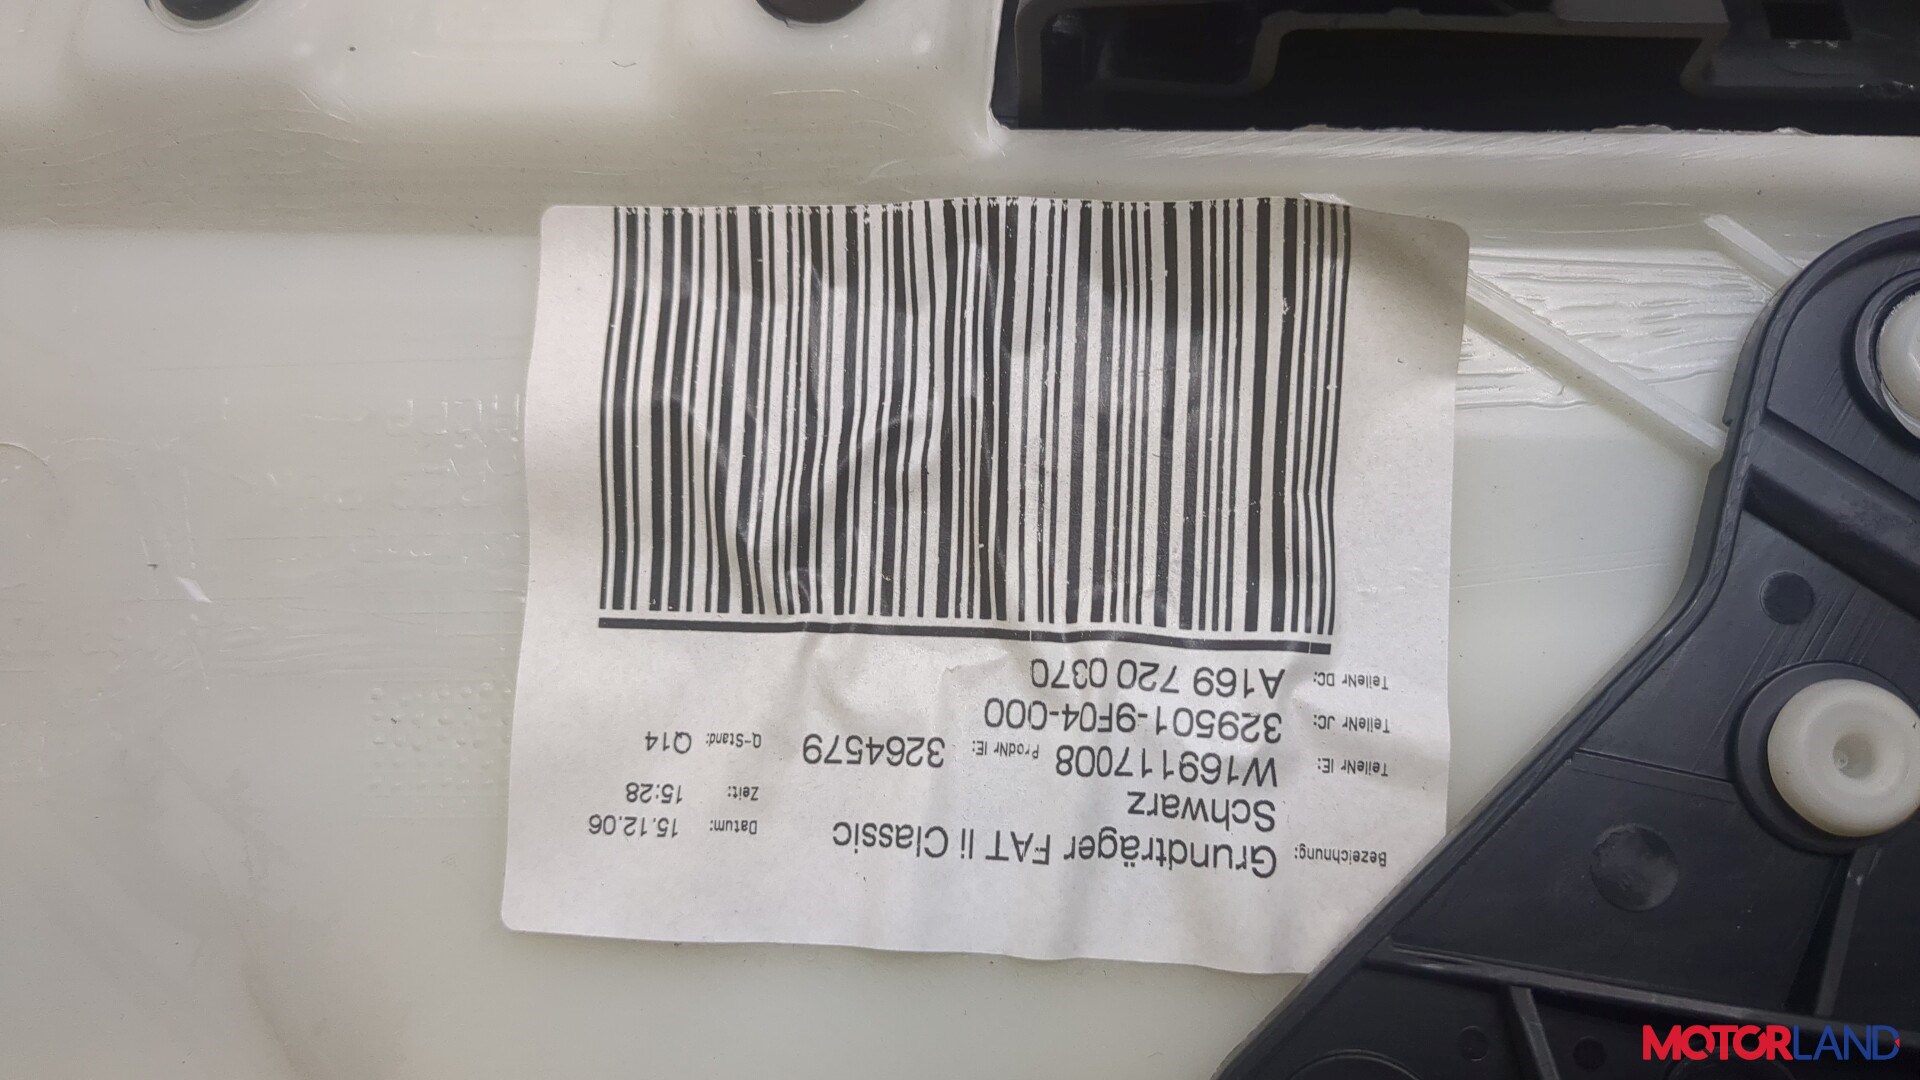 Bezeichnung: Grundträger FAT li Classic
Schwarz
Datum: 15.12.06
Zeit: 15:28
TeileNr IE: W169117008 ProdNr IE: 3264579 Q-Stand: Q14
TeileNr JC: 329501-9F04-000
TeileNr DC: A169 720 0370
MOTORLAND